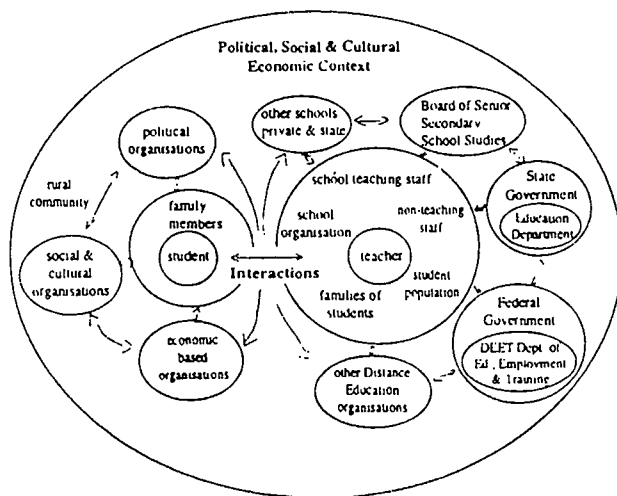 Political, Social & Cultural
Economic Context
other schools
private & state
Board of Senior
Secondary
School Studies
political
organisations
State
Government
Education
Department
rural
community
family
members
student
school teaching staff
school
organisation
non-teaching
staff
teacher
Interactions
social &
cultural
organisations
student
population
families of
students
Federal
Government
DEET Dept. of
Ed., Employment
& Training
economic
based
organisations
other Distance
Education
organisations